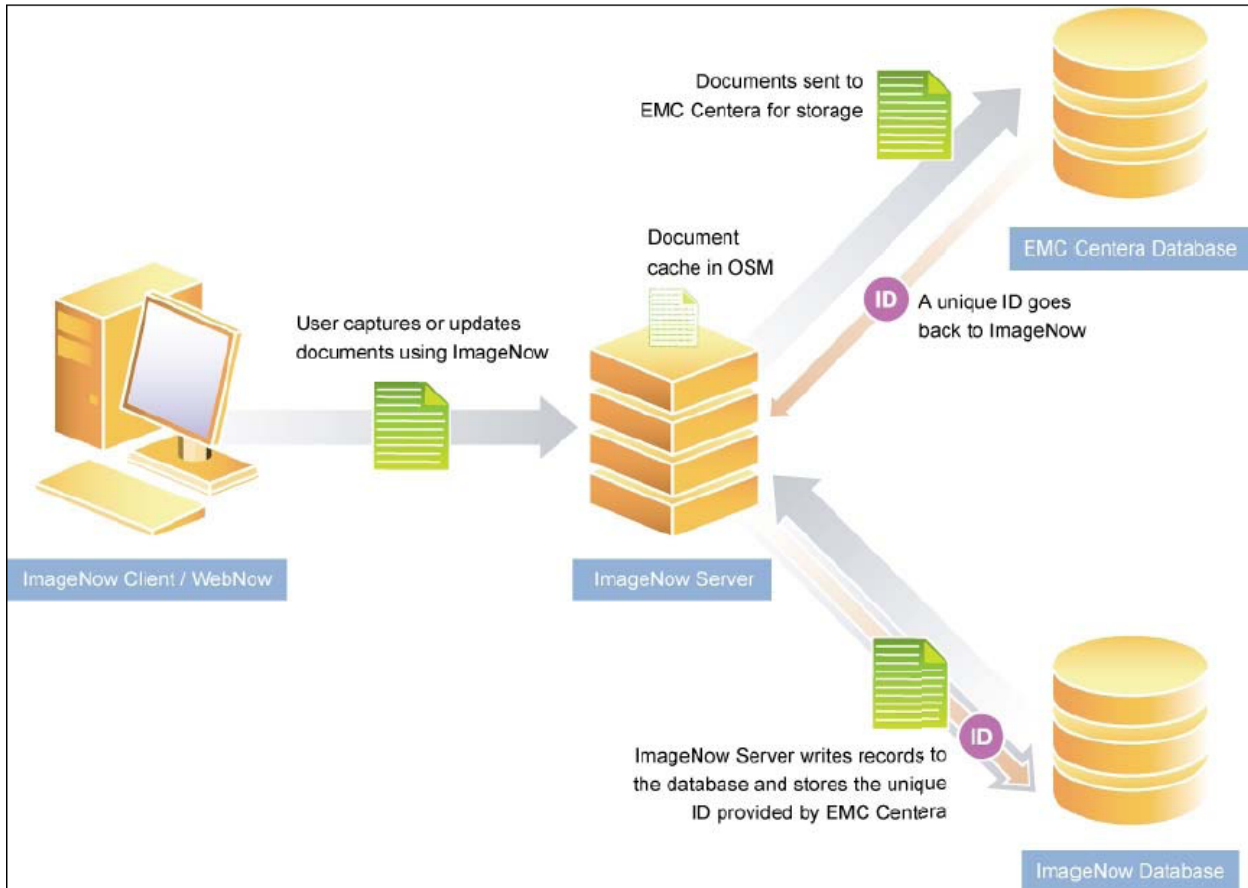 Documents sent to
EMC Centera for storage
EMC Centera Database
Document
cache in OSM
ID
A unique ID goes
back to ImageNow
User captures or updates
documents using ImageNow
ImageNow Client / WebNow
ImageNow Server
ID
ImageNow Server writes records to
the database and stores the unique
ID provided by EMC Centera
ImageNow Database